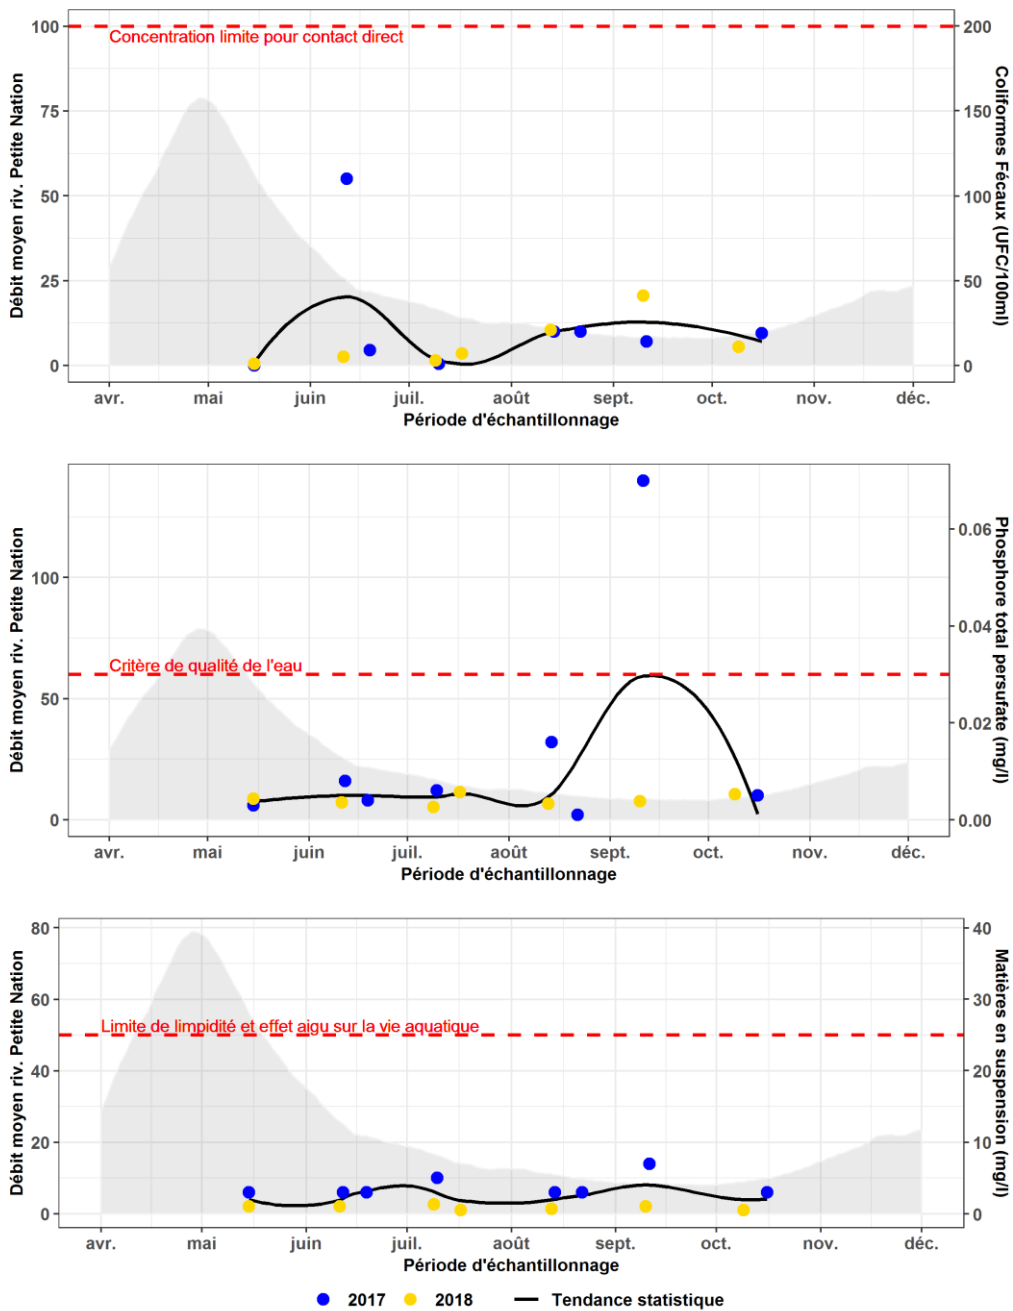 Concentration limite pour contact direct
100
75
50
25
0
200
150
100
50
0
Débit moyen riv. Petite Nation
Coliformes Fécaux (UFC/100ml)
avr. mai juin juil. août sept. oct. nov. déc.
Période d'échantillonnage
Critère de qualité de l'eau
100
50
0
0.06
0.04
0.02
0.00
Débit moyen riv. Petite Nation
Phosphore total persufate (mg/l)
avr. mai juin juil. août sept. oct. nov. déc.
Période d'échantillonnage
Limite de limpidité et effet aigu sur la vie aquatique
80
60
40
20
0
40
30
20
10
0
Débit moyen riv. Petite Nation
Matières en suspension (mg/l)
avr. mai juin juil. août sept. oct. nov. déc.
Période d'échantillonnage
2017 2018 Tendance statistique